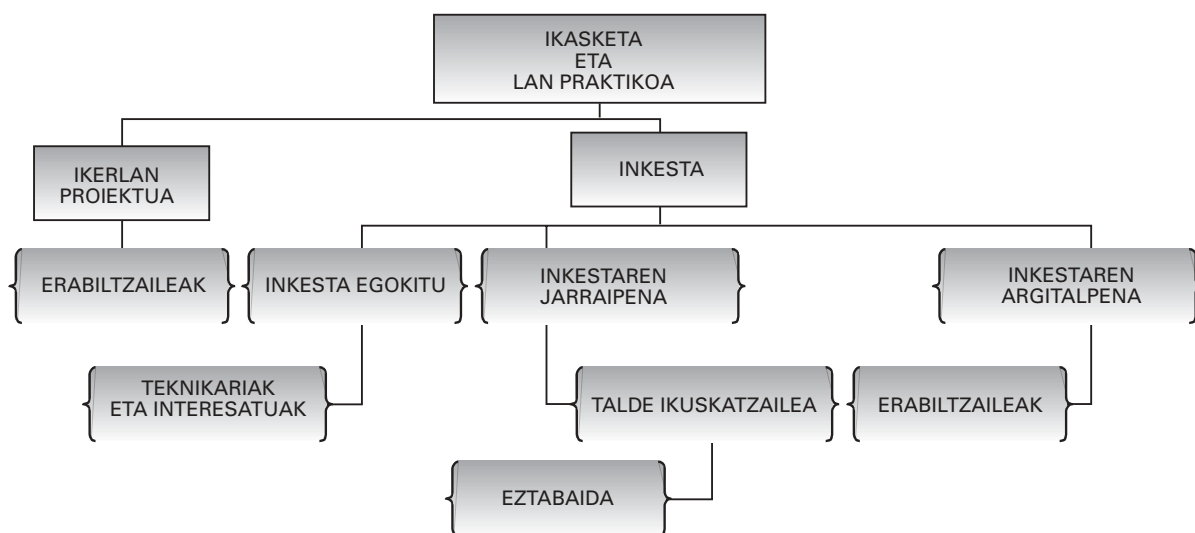 IKASKETA
ETA
LAN PRAKTIKOA
IKERLAN
PROIEKTUA
INKESTA
ERABILTZAILEAK
INKESTA EGOKITU
INKESTAREN
JARRAIPENA
INKESTAREN
ARGITALPENA
TEKNIKARIAK
ETA INTERESATUAK
TALDE IKUSKATZAILEA
ERABILTZAILEAK
EZTABAIDA